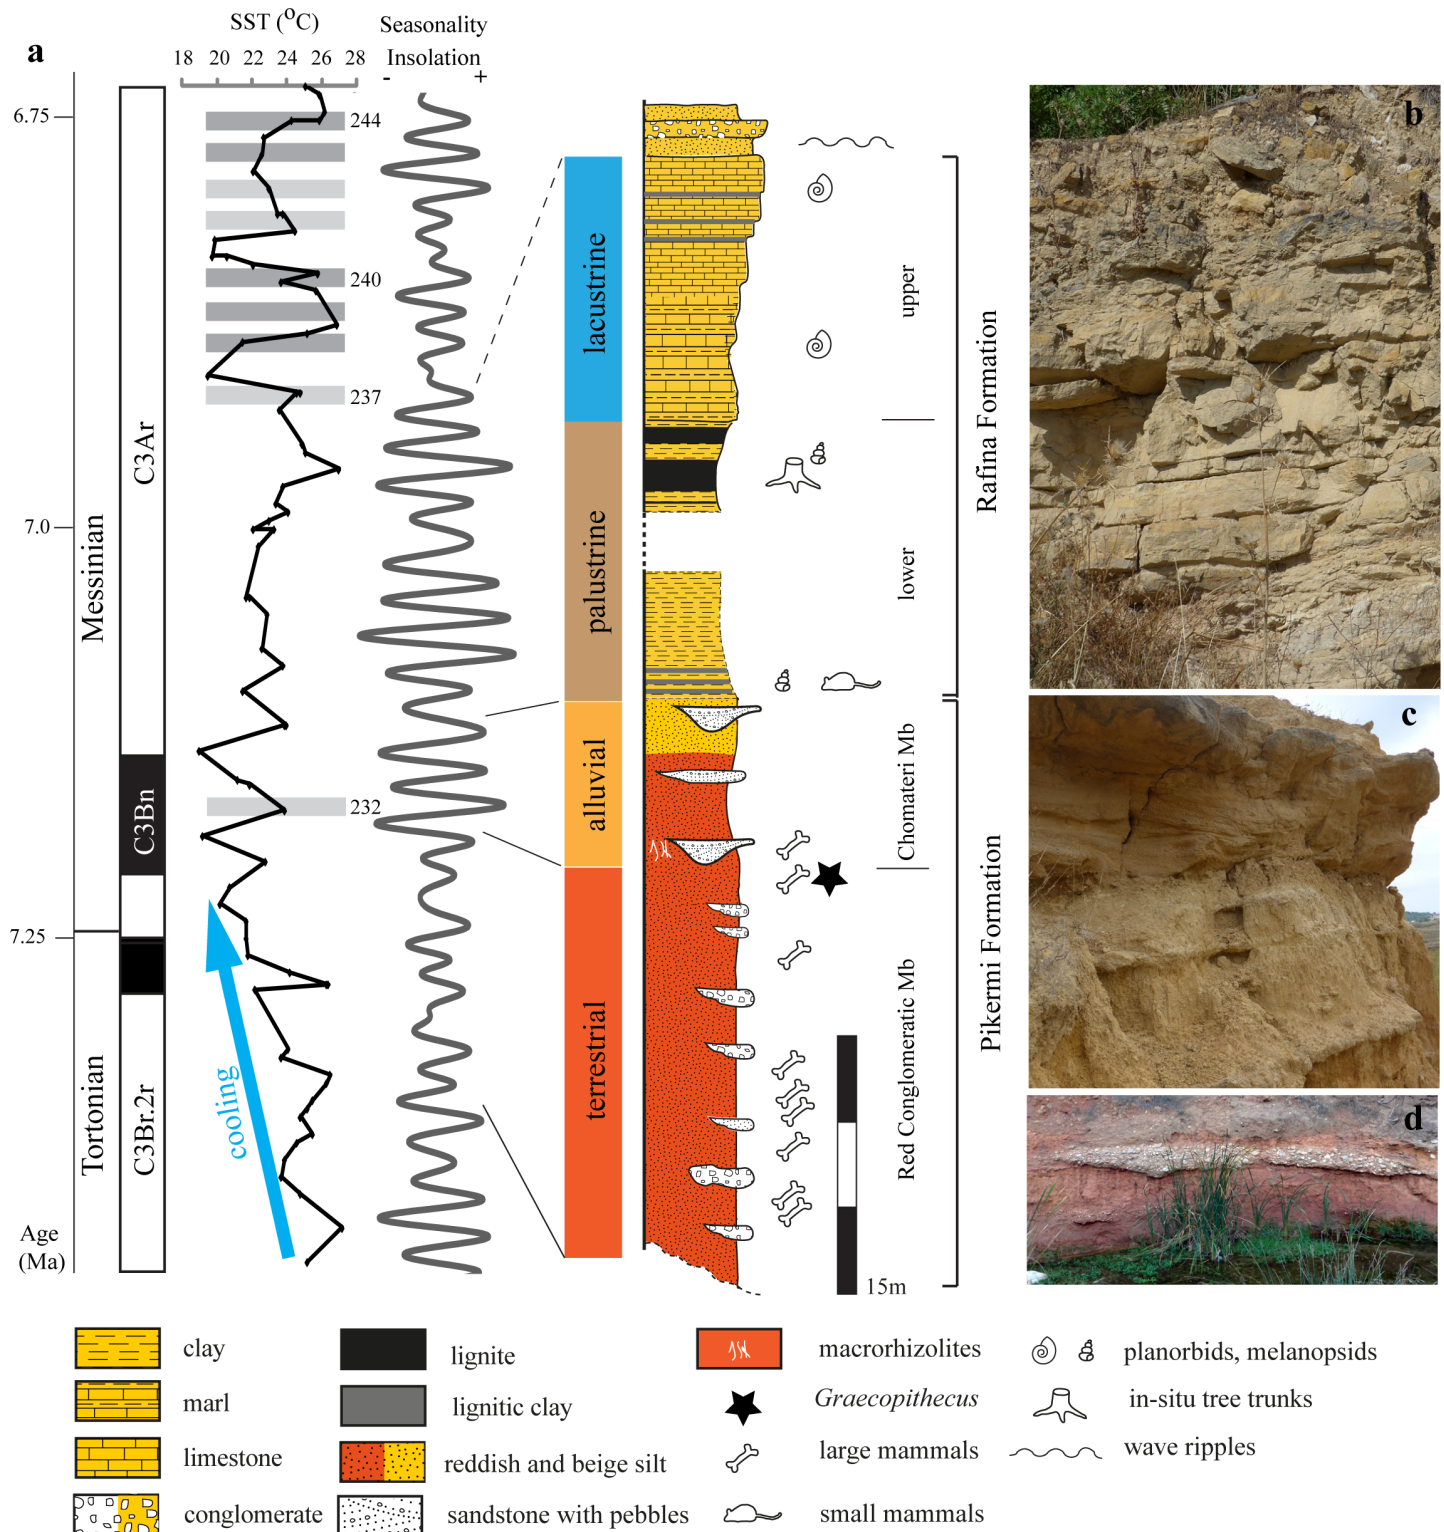 a
SST (°C)
18 20 22 24 26 28
Seasonality
Insolation
- +
6.75
7.0
7.25
Age
(Ma)
Messinian
Tortonian
C3Ar
C3Bn
C3Br.2r
244
240
237
232
cooling
lacustrine
palustrine
alluvial
terrestrial
upper
lower
Rafina Formation
Chomateri Mb
Red Conglomeratic Mb
Pikermi Formation
15m
b
c
d
clay
marl
limestone
conglomerate
lignite
lignitic clay
reddish and beige silt
sandstone with pebbles
macrorhizolites
Graecopithecus
large mammals
small mammals
planorbids, melanopsids
in-situ tree trunks
wave ripples